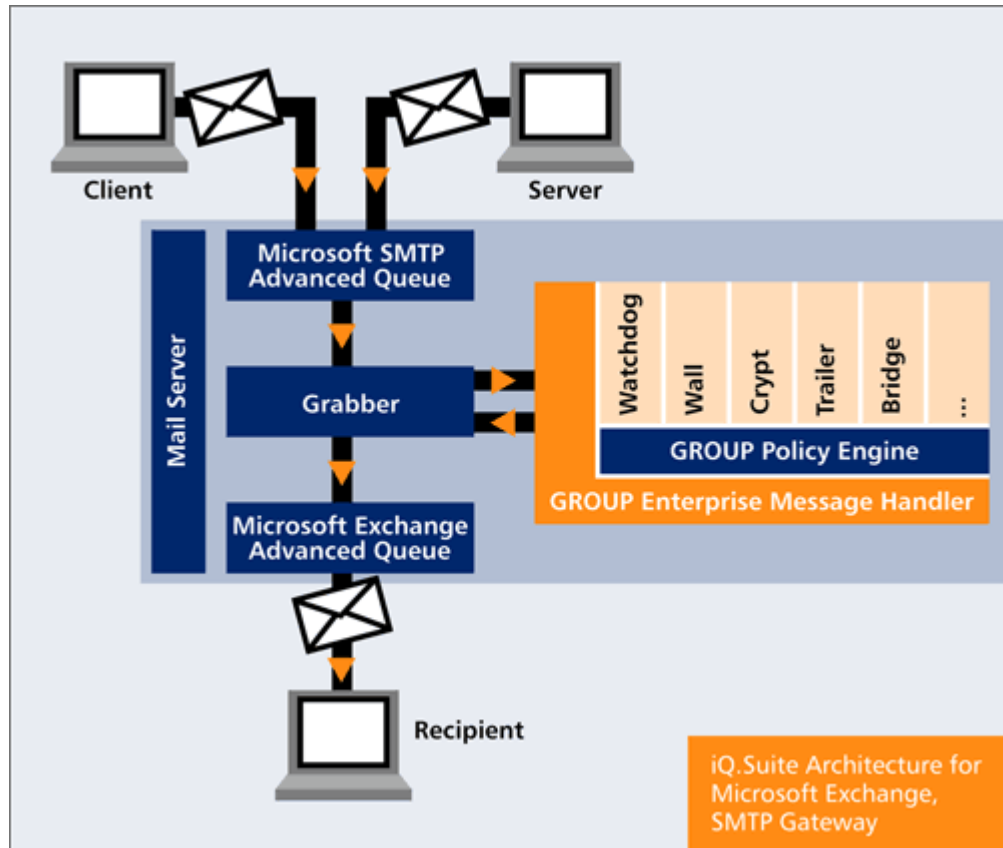 Client
Server
Mail Server
Microsoft SMTP
Advanced Queue
Grabber
Microsoft Exchange
Advanced Queue
Watchdog
Wall
Crypt
Trailer
Bridge
...
GROUP Policy Engine
GROUP Enterprise Message Handler
Recipient
iQ.Suite Architecture for
Microsoft Exchange,
SMTP Gateway